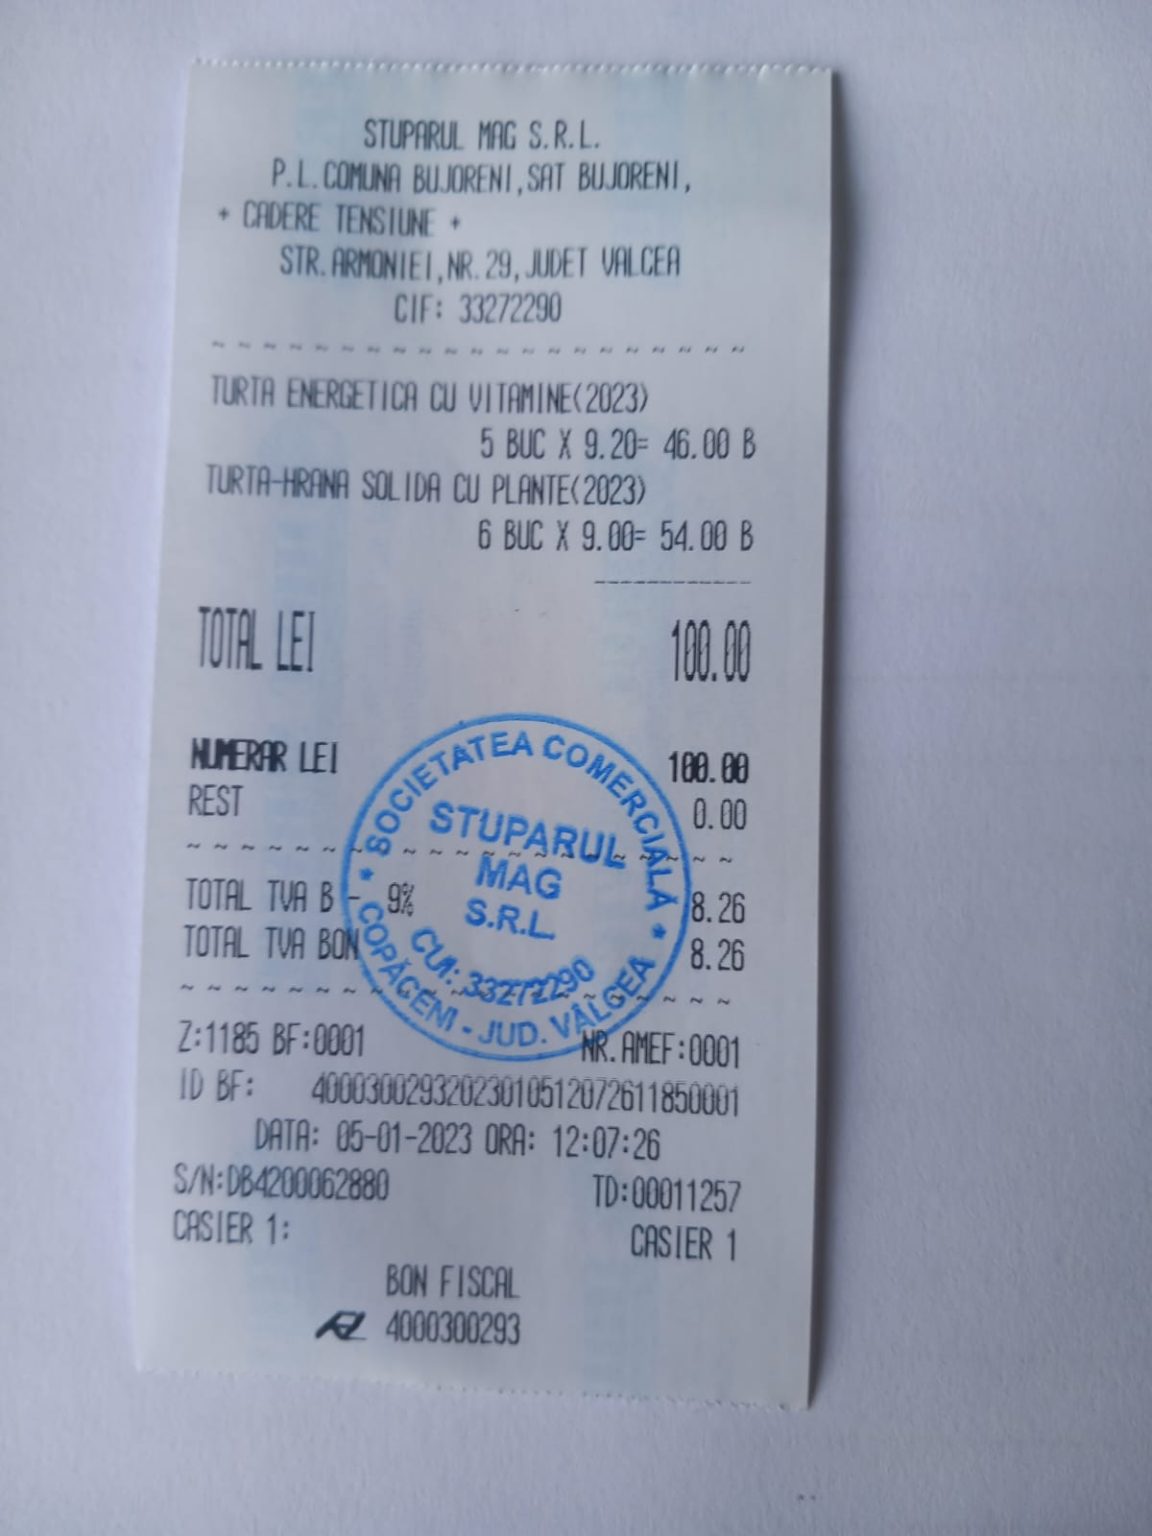 STUPARUL MAG S.R.L.
P.L.COMUNA BUJORENI,SAT BUJORENI,
+ CADERE TENSIUNE +
STR.ARMONIEI,NR.29,JUDET VALCEA
CIF: 33272290
~ ~ ~ ~ ~ ~ ~ ~ ~ ~ ~ ~ ~ ~ ~ ~ ~ ~ ~ ~ ~
TURTA ENERGETICA CU VITAMINE(2023)
5 BUC X 9.20= 46.00 B
TURTA-HRANA SOLIDA CU PLANTE(2023)
6 BUC X 9.00= 54.00 B
------------
TOTAL LEI 100.00
NUMERAR LEI 100.00
REST 0.00
~ ~ ~ ~ ~ ~ ~ ~ ~ ~ ~ ~ ~ ~ ~ ~ ~ ~ ~ ~ ~
TOTAL TVA B - 9% 8.26
TOTAL TVA BON 8.26
~ ~ ~ ~ ~ ~ ~ ~ ~ ~ ~ ~ ~ ~ ~ ~ ~ ~ ~ ~ ~
* SOCIETATEA COMERCIALĂ *
STUPARUL
MAG
S.R.L.
CUI: 33272290
COPĂCENI - JUD. VÂLCEA
Z:1185 BF:0001 NR.AMEF:0001
ID BF: 40003002932023010512072611850001
DATA: 05-01-2023 ORA: 12:07:26
S/N:DB4200062880 TD:00011257
CASIER 1: CASIER 1
BON FISCAL
4000300293